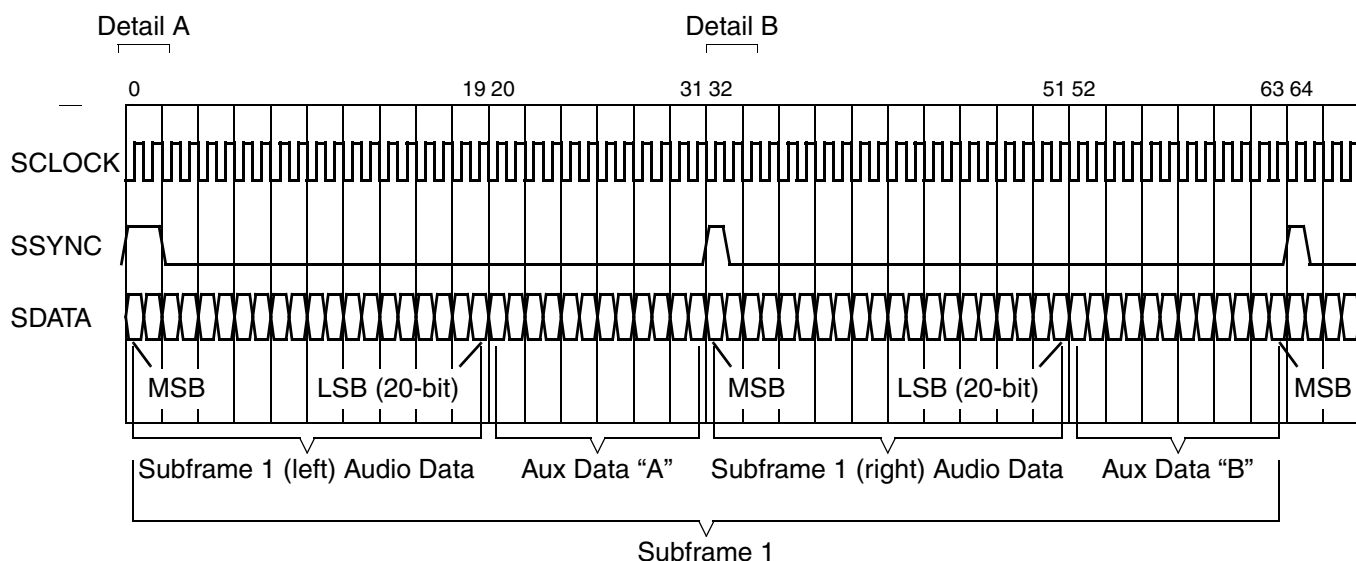 Detail A Detail B
0 19 20 31 32 51 52 63 64
SCLOCK
SSYNC
SDATA
MSB LSB (20-bit) MSB LSB (20-bit) MSB
Subframe 1 (left) Audio Data Aux Data “A” Subframe 1 (right) Audio Data Aux Data “B”
Subframe 1